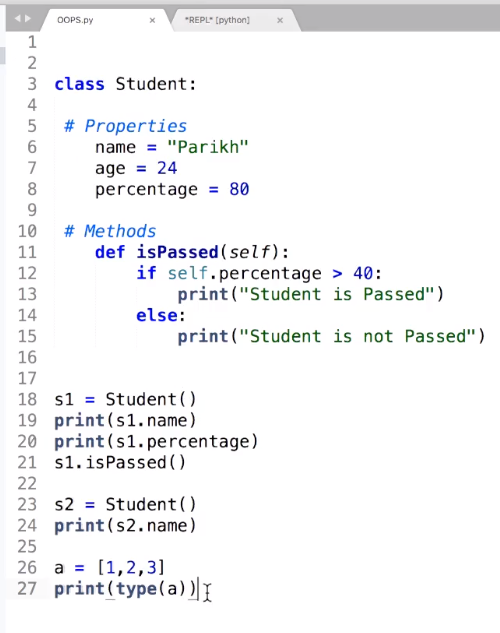 OOPS.py × *REPL* [python] ×
1
2
3 class Student:
4
5 # Properties
6 name = "Parikh"
7 age = 24
8 percentage = 80
9
10 # Methods
11 def isPassed(self):
12 if self.percentage > 40:
13 print("Student is Passed")
14 else:
15 print("Student is not Passed")
16
17
18 s1 = Student()
19 print(s1.name)
20 print(s1.percentage)
21 s1.isPassed()
22
23 s2 = Student()
24 print(s2.name)
25
26 a = [1,2,3]
27 print(type(a))